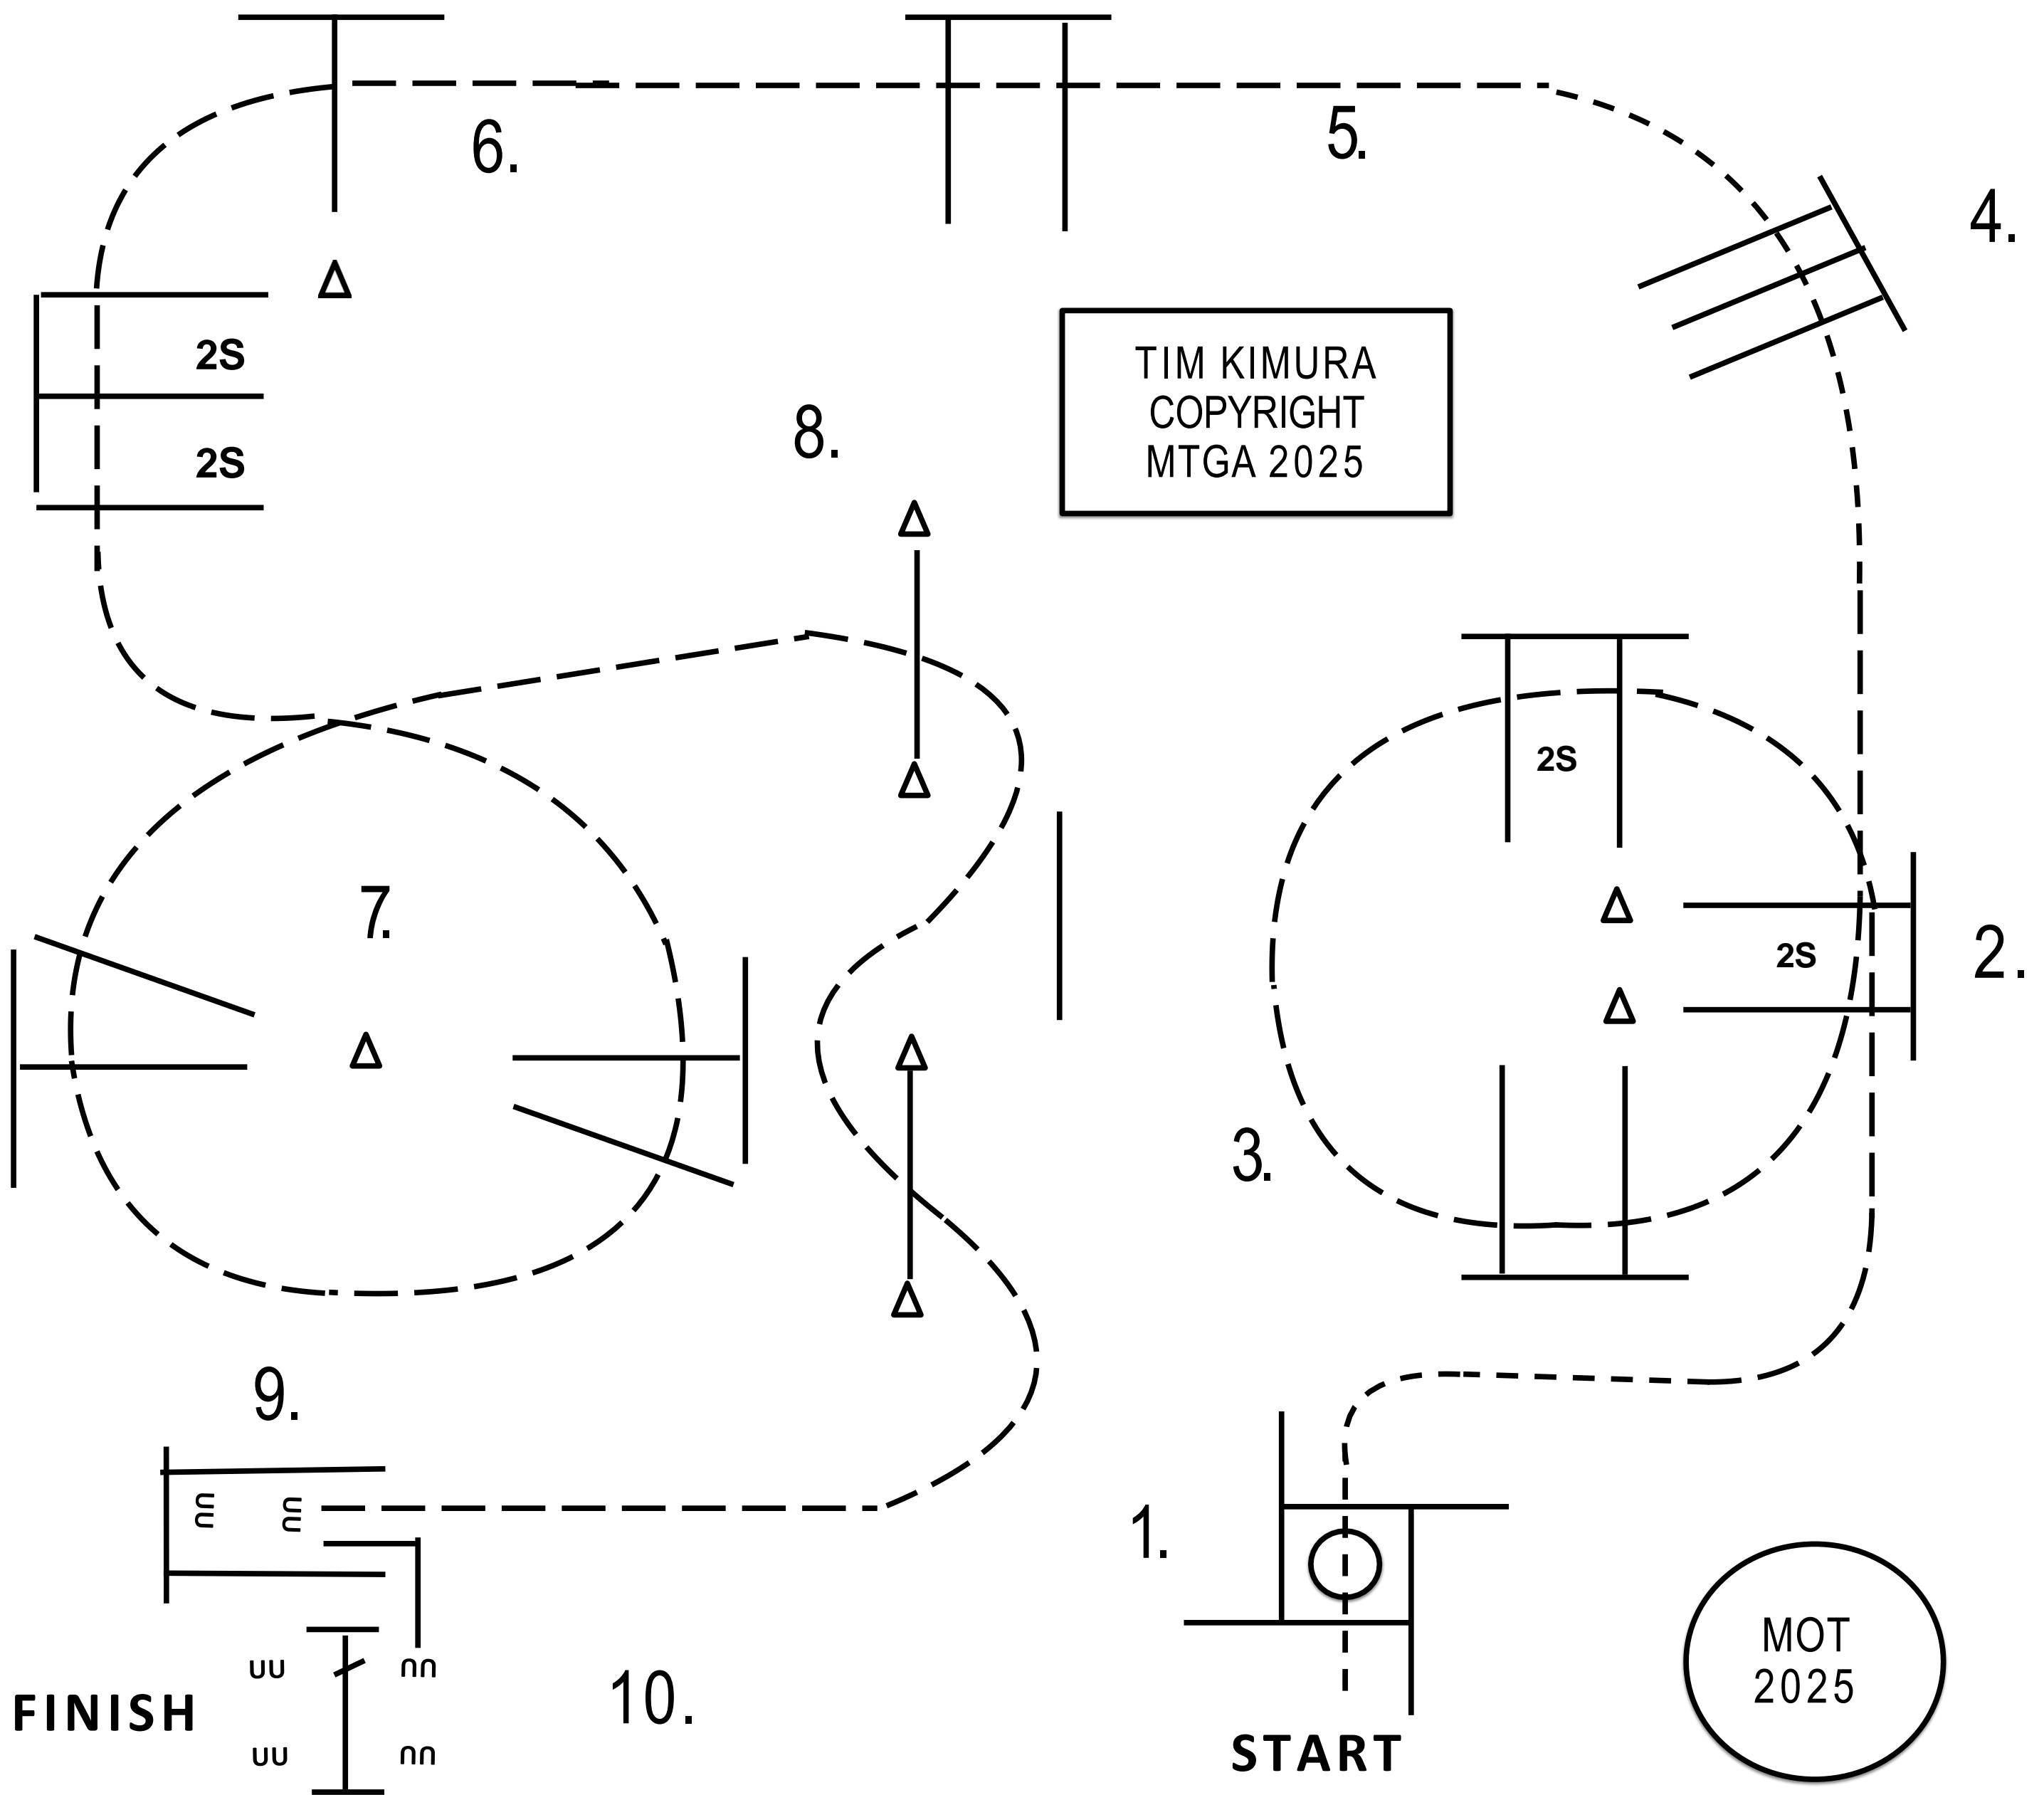 6.
5.
4.
2S
TIM KIMURA
COPYRIGHT
MTGA 2025
8.
2S
2S
7.
2S
2.
3.
9.
1.
10.
MOT
2025
FINISH
START